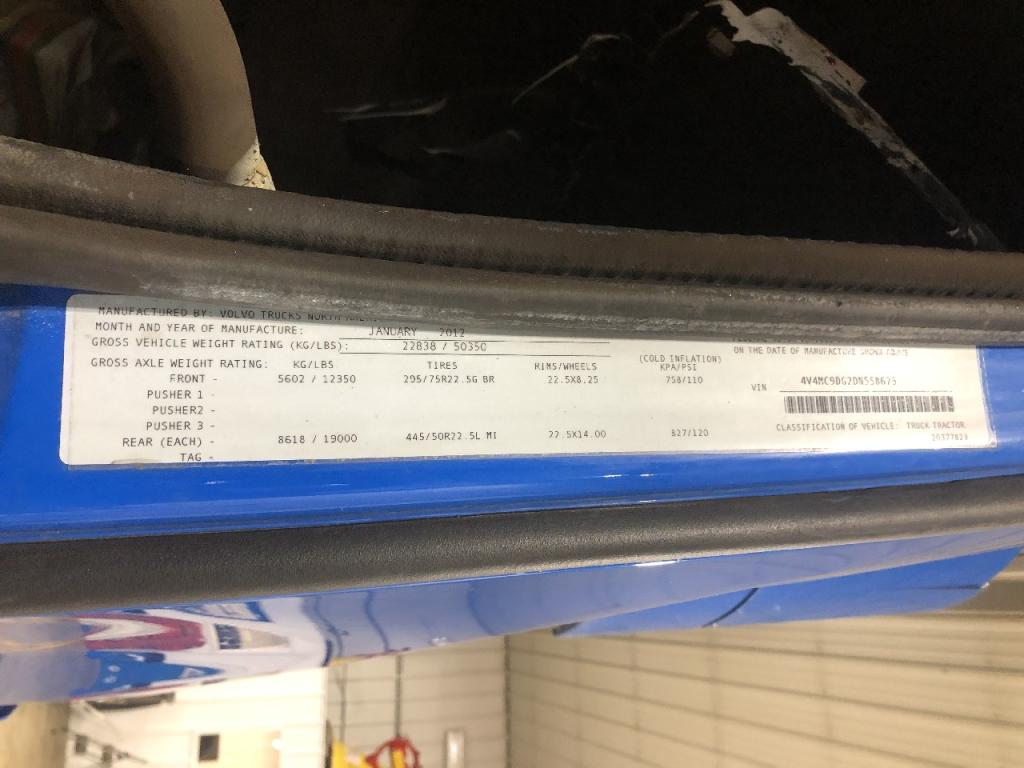 MANUFACTURED BY: VOLVO TRUCKS NORTH
MONTH AND YEAR OF MANUFACTURE: JANUARY 2012
GROSS VEHICLE WEIGHT RATING (KG/LBS): 22838 / 50350
ON THE DATE OF MANUFACTURE SHOWN ABOVE
GROSS AXLE WEIGHT RATING: KG/LBS TIRES RIMS/WHEELS (COLD INFLATION) KPA/PSI
FRONT - 5602 / 12350 295/75R22.5G BR 22.5X8.25 758/110
VIN 4V4MC9DG2DN558675
PUSHER 1 -
PUSHER2 -
PUSHER 3 -
CLASSIFICATION OF VEHICLE: TRUCK TRACTOR
REAR (EACH) - 8618 / 19000 445/50R22.5L MI 22.5X14.00 827/120
20377829
TAG -